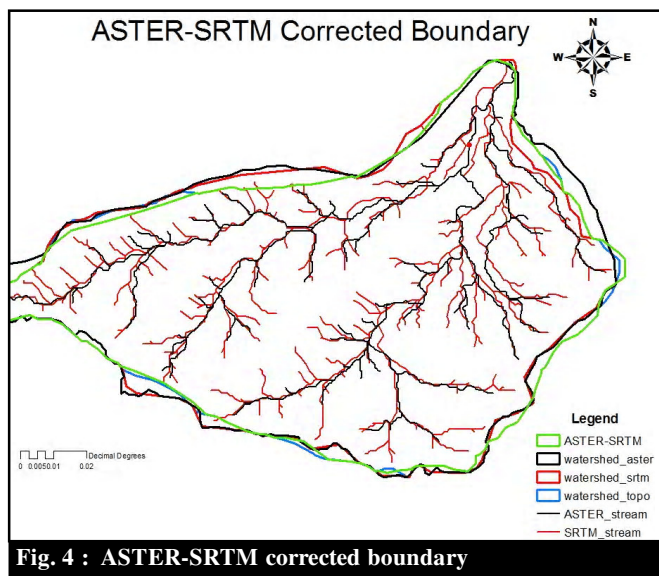 ASTER-SRTM Corrected Boundary
N
W E
S
Legend
ASTER-SRTM
watershed_aster
watershed_srtm
watershed_topo
ASTER_stream
SRTM_stream
Decimal Degrees
0 0.0050.01 0.02
Fig. 4 : ASTER-SRTM corrected boundary